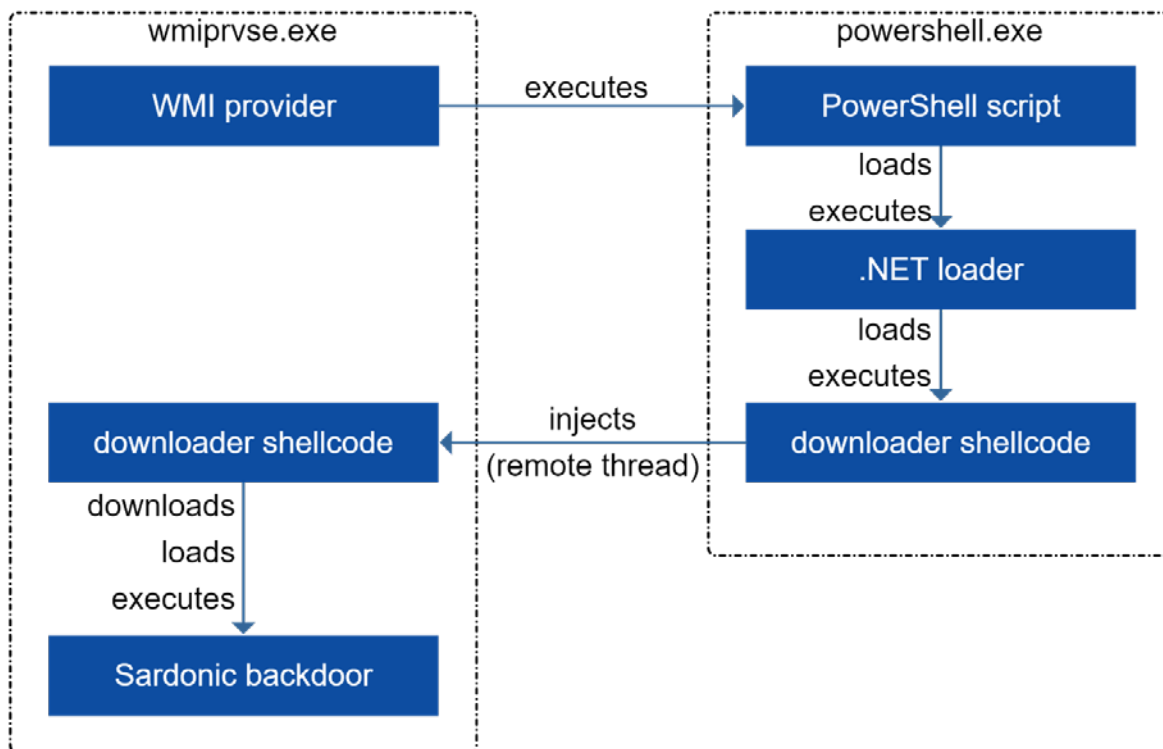 wmiprvse.exe
powershell.exe
WMI provider
executes
PowerShell script
loads
executes
.NET loader
loads
executes
downloader shellcode
injects
(remote thread)
downloader shellcode
downloads
loads
executes
Sardonic backdoor